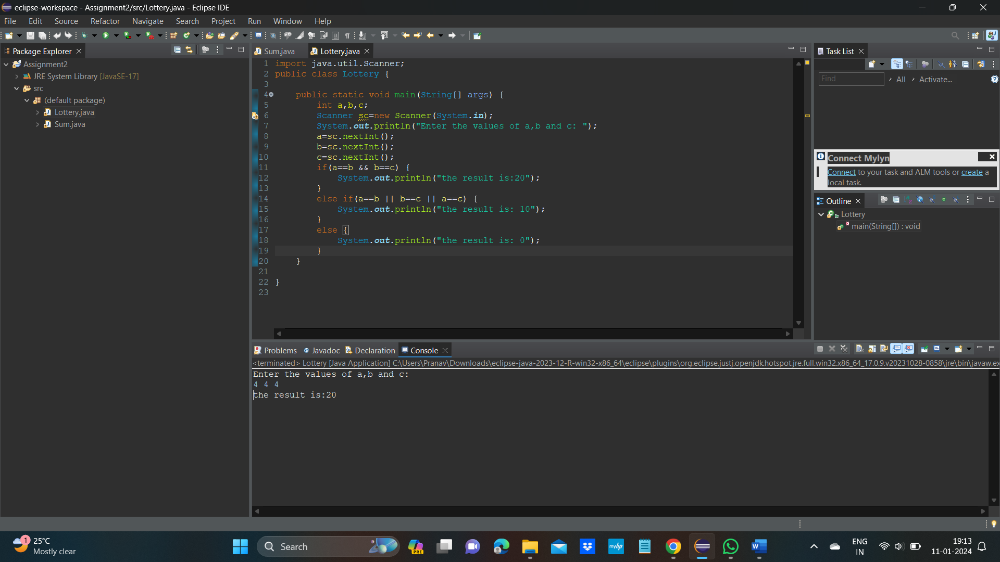 eclipse-workspace - Assignment2/src/Lottery.java - Eclipse IDE
File Edit Source Refactor Navigate Search Project Run Window Help
Package Explorer
Assignment2
JRE System Library [JavaSE-17]
src
(default package)
Lottery.java
Sum.java
Sum.java Lottery.java
1 import java.util.Scanner;
2 public class Lottery {
3
4 public static void main(String[] args) {
5 int a,b,c;
6 Scanner sc=new Scanner(System.in);
7 System.out.println("Enter the values of a,b and c: ");
8 a=sc.nextInt();
9 b=sc.nextInt();
10 c=sc.nextInt();
11 if(a==b && b==c) {
12 System.out.println("the result is:20");
13 }
14 else if(a==b || b==c || a==c) {
15 System.out.println("the result is: 10");
16 }
17 else {
18 System.out.println("the result is: 0");
19 }
20 }
21
22 }
23
Task List
Find All Activate...
Connect Mylyn
Connect to your task and ALM tools or create a
local task.
Outline
Lottery
main(String[]) : void
Problems Javadoc Declaration Console
<terminated> Lottery [Java Application] C:\Users\Pranav\Downloads\eclipse-java-2023-12-R-win32-x86_64\eclipse\plugins\org.eclipse.justj.openjdk.hotspot.jre.full.win32.x86_64_17.0.9.v20231028-0858\jre\bin\javaw.ex
Enter the values of a,b and c:
4 4 4
the result is:20
1
25°C
Mostly clear
Search
PRE
myhp
ENG
IN
19:13
11-01-2024